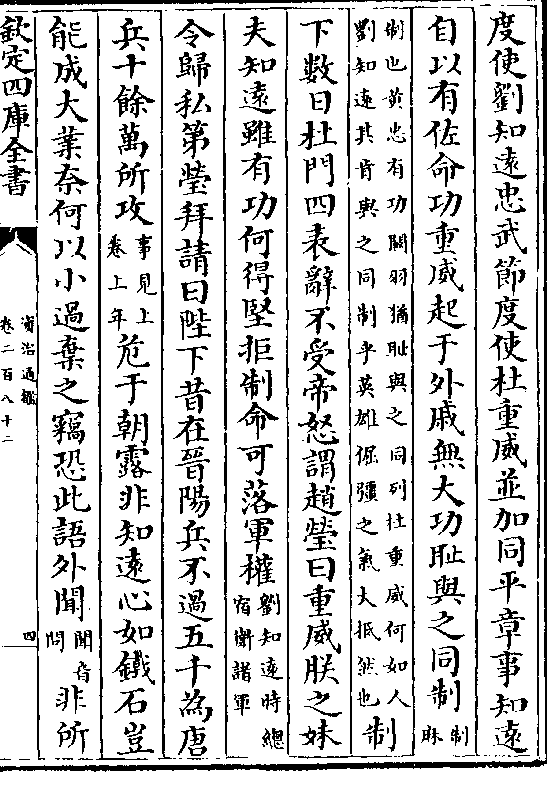 度使劉知遠忠武節度使杜重威並加同平章事知遠
自以有佐命功重威起于外戚無大功耻與之同制制麻
制也黄忠有功關羽猶耻與之同列杜重威何如人
劉知遠其肯與之同制乎英雄倔彊之氣大抵然也制
下數日杜門四表辭不受帝怒謂趙瑩曰重威朕之妹
夫知遠雖有功何得堅拒制命可落軍權劉知遠時總
宿衛諸軍
令歸私第瑩拜請曰陛下昔在晉陽兵不過五千為唐
兵十餘萬所攻事見上
卷上年危于朝露非知遠心如鐵石豈
能成大業奈何以小過棄之竊恐此語外聞聞音
問非所
欽定四庫全書
資治通鑑
卷二百八十二
四